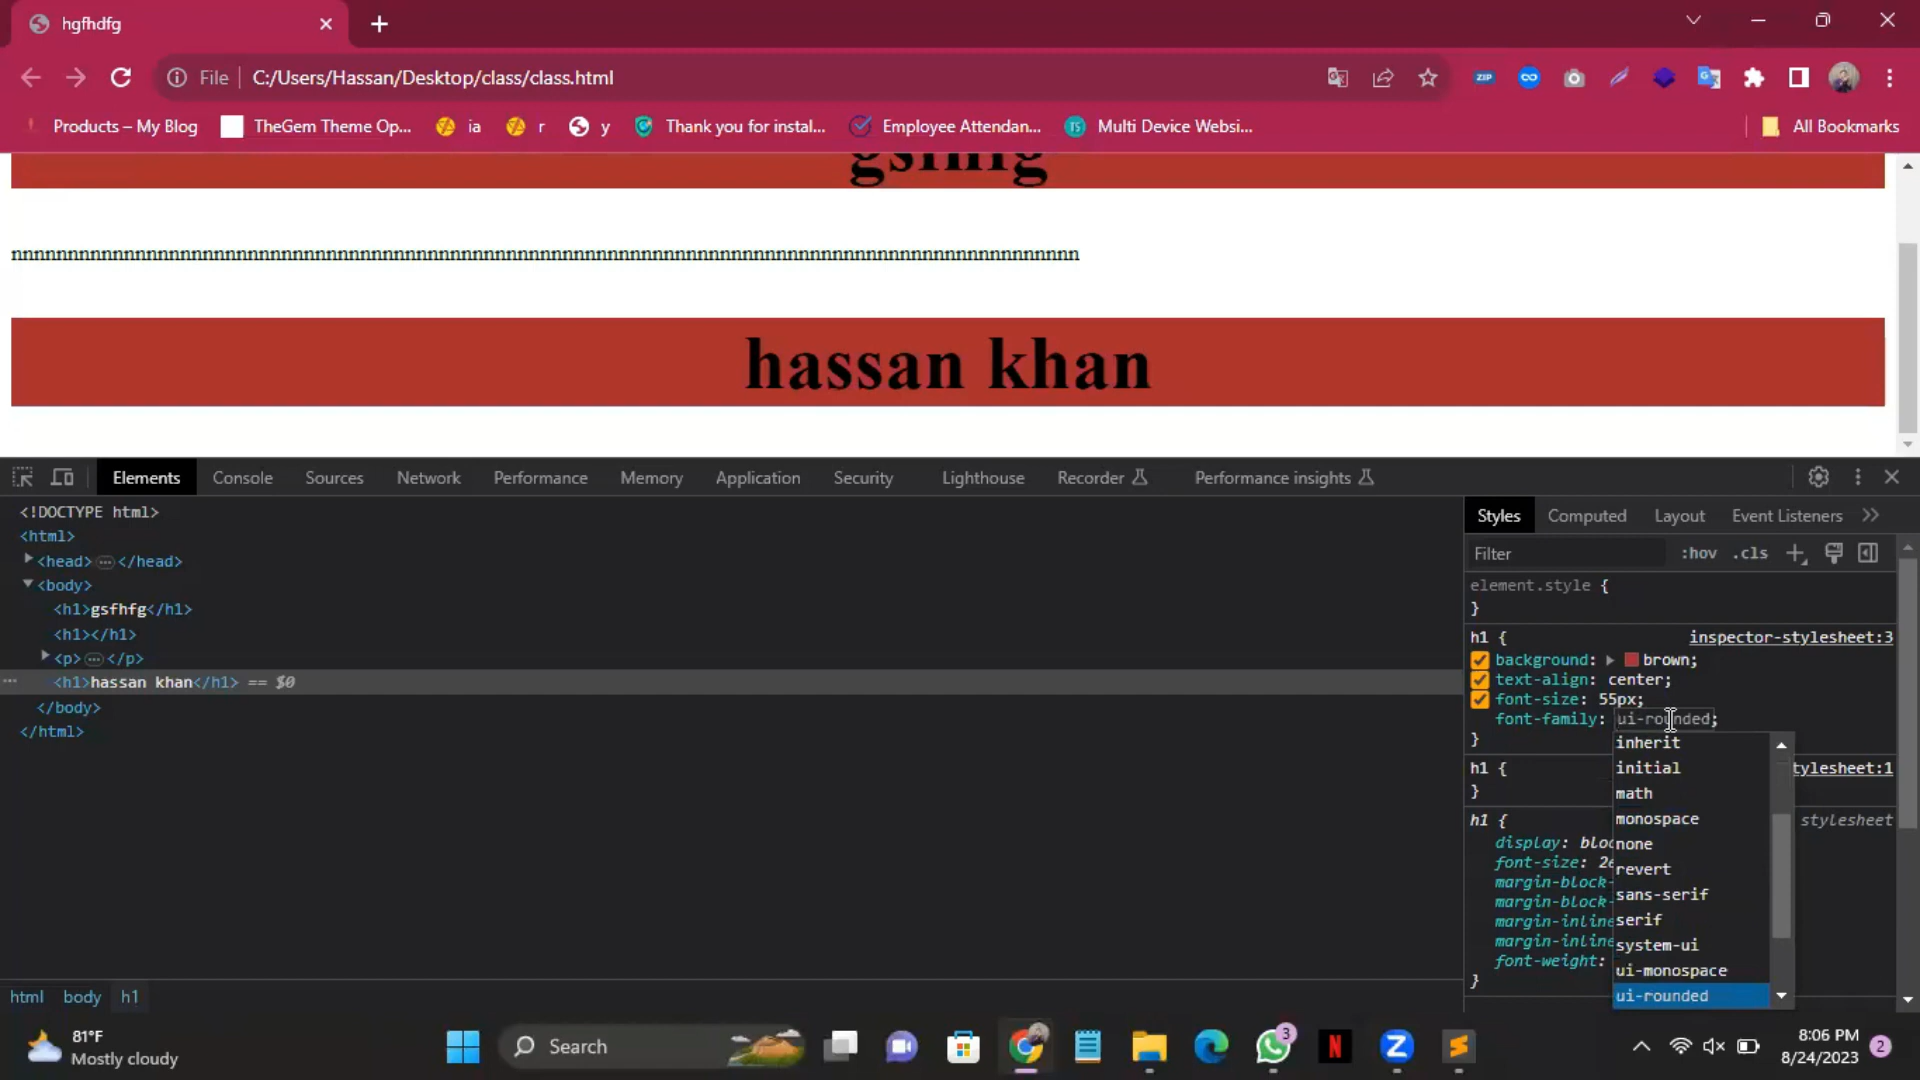 hgfhdfg
File C:/Users/Hassan/Desktop/class/class.html
ZIP
Products – My Blog TheGem Theme Op... ia r y Thank you for instal... Employee Attendan... TS Multi Device Websi... All Bookmarks
gsfhfg
nnnnnnnnnnnnnnnnnnnnnnnnnnnnnnnnnnnnnnnnnnnnnnnnnnnnnnnnnnnnnnnnnnnnnnnnnnnnnnnnnnnnnnnnnnnnnnn
hassan khan
Elements Console Sources Network Performance Memory Application Security Lighthouse Recorder Performance insights
<!DOCTYPE html>
<html>
<head>…</head>
<body>
<h1>gsfhfg</h1>
<h1></h1>
<p>…</p>
<h1>hassan khan</h1> == $0
</body>
</html>
html body h1
Styles Computed Layout Event Listeners
Filter :hov .cls
element.style {
}
h1 { inspector-stylesheet:3
background: brown;
text-align: center;
font-size: 55px;
font-family: ui-rounded;
}
h1 { tylesheet:1
}
h1 { stylesheet
display: bloc
font-size: 2e
margin-block-
margin-block-
margin-inline
margin-inline
font-weight:
}
inherit
initial
math
monospace
none
revert
sans-serif
serif
system-ui
ui-monospace
ui-rounded
81°F
Mostly cloudy
Search
3
N
Z
8:06 PM
8/24/2023
2